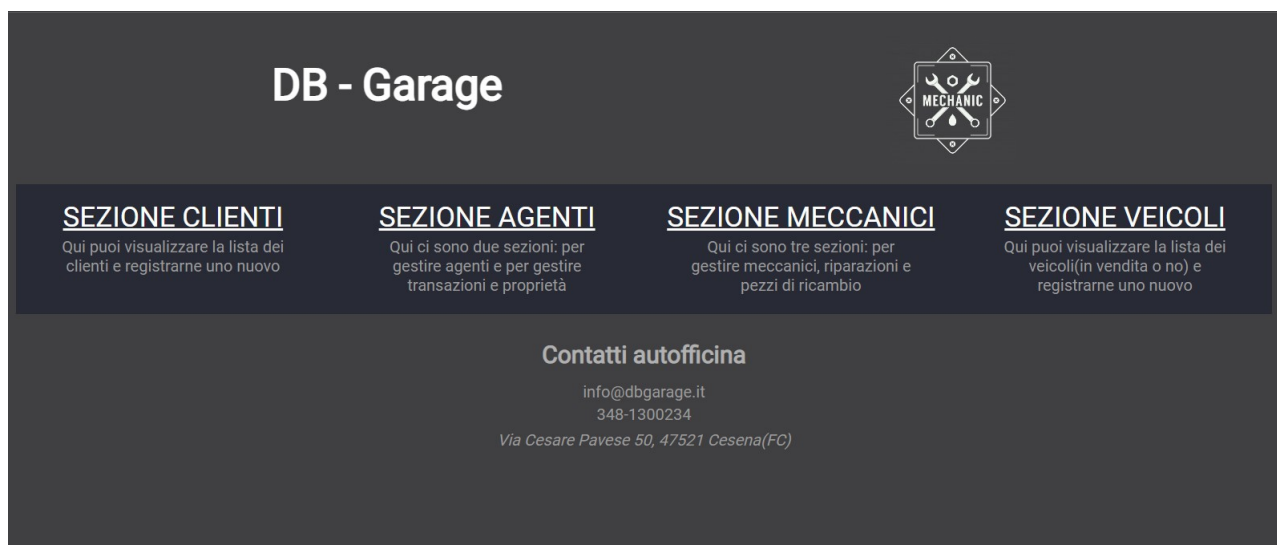 DB - Garage
MECHANIC
SEZIONE CLIENTI
Qui puoi visualizzare la lista dei
clienti e registrarne uno nuovo
SEZIONE AGENTI
Qui ci sono due sezioni: per
gestire agenti e per gestire
transazioni e proprietà
SEZIONE MECCANICI
Qui ci sono tre sezioni: per
gestire meccanici, riparazioni e
pezzi di ricambio
SEZIONE VEICOLI
Qui puoi visualizzare la lista dei
veicoli(in vendita o no) e
registrarne uno nuovo
Contatti autofficina
info@dbgarage.it
348-1300234
Via Cesare Pavese 50, 47521 Cesena(FC)